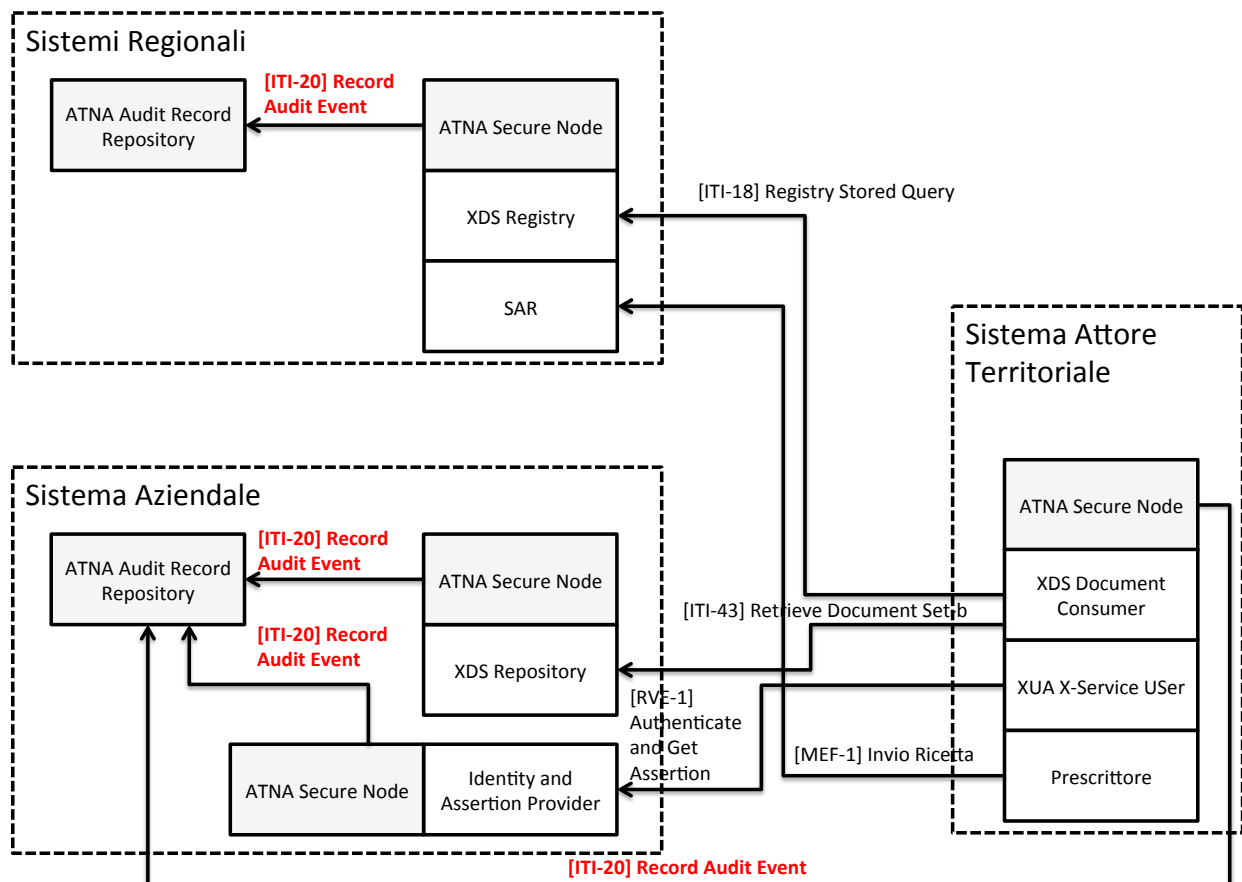 Sistemi Regionali
[ITI-20] Record
Audit Event
ATNA Audit Record
Repository
ATNA Secure Node
XDS Registry
SAR
[ITI-18] Registry Stored Query
Sistema Attore
Territoriale
ATNA Secure Node
XDS Document
Consumer
XUA X-Service USer
Prescrittore
Sistema Aziendale
[ITI-20] Record
Audit Event
ATNA Audit Record
Repository
ATNA Secure Node
[ITI-20] Record
Audit Event
XDS Repository
[ITI-43] Retrieve Document Set-b
[RVE-1]
Authenticate
and Get
Assertion
[MEF-1] Invio Ricetta
ATNA Secure Node
Identity and
Assertion Provider
[ITI-20] Record Audit Event